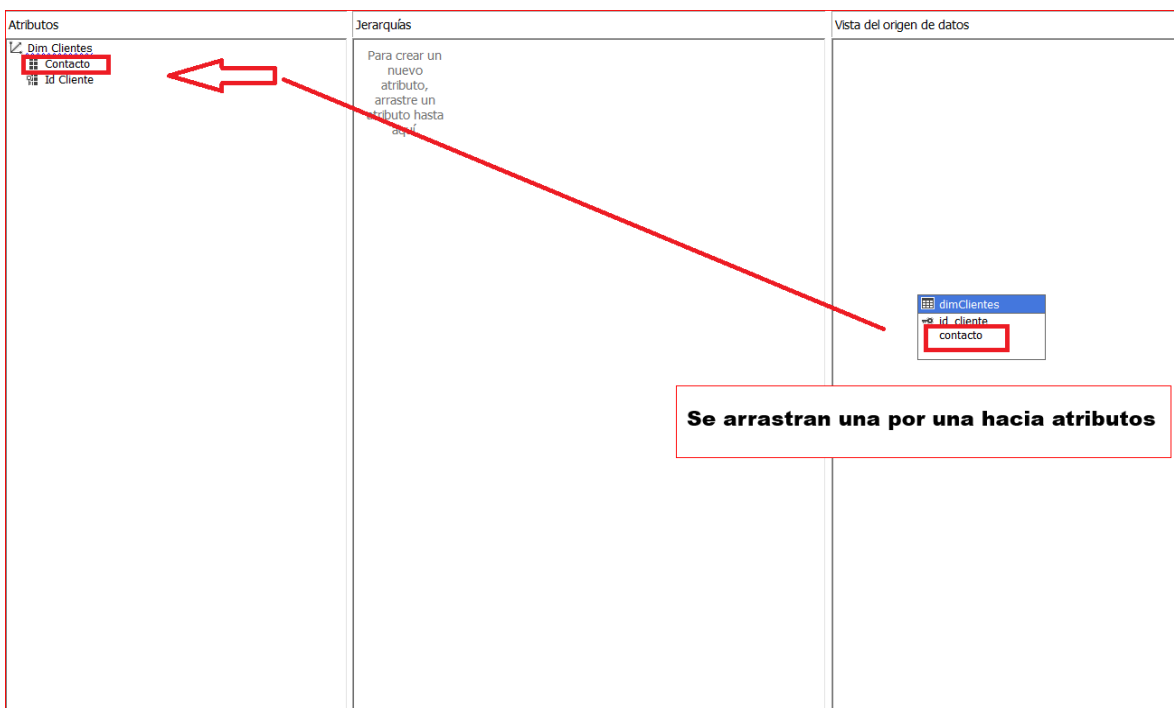 Atributos
Dim Clientes
Contacto
Id Cliente
Jerarquías
Para crear un
nuevo
atributo,
arrastre un
atributo hasta
aquí.
Vista del origen de datos
dimClientes
id_cliente
contacto
Se arrastran una por una hacia atributos